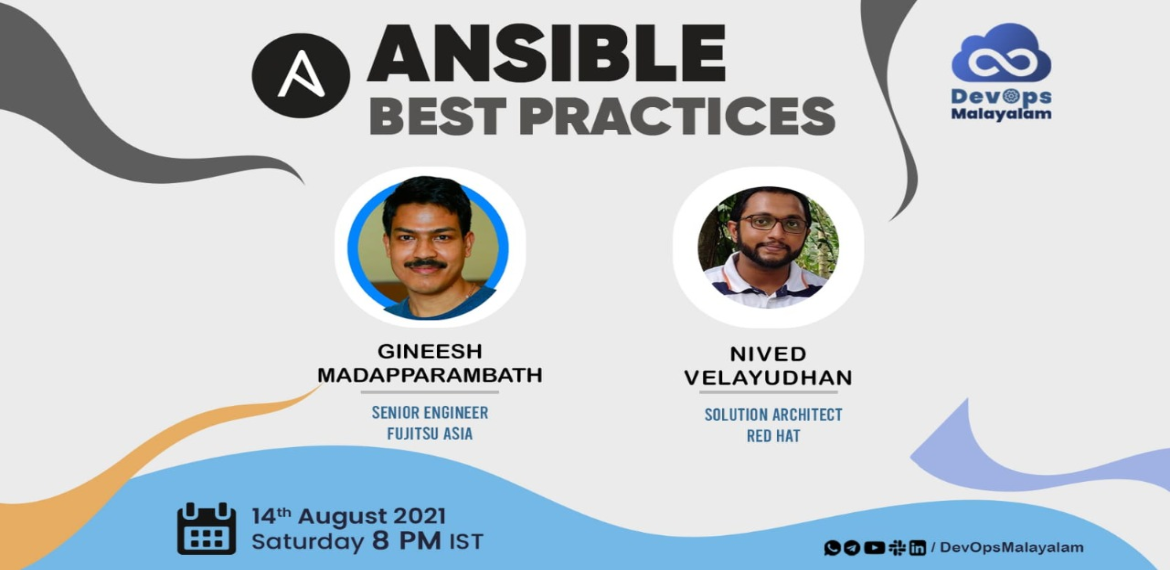 ANSIBLE
BEST PRACTICES
DevOps
Malayalam
GINEESH
MADAPPARAMBATH
SENIOR ENGINEER
FUJITSU ASIA
NIVED
VELAYUDHAN
SOLUTION ARCHITECT
RED HAT
14th August 2021
Saturday 8 PM IST
/ DevOpsMalayalam